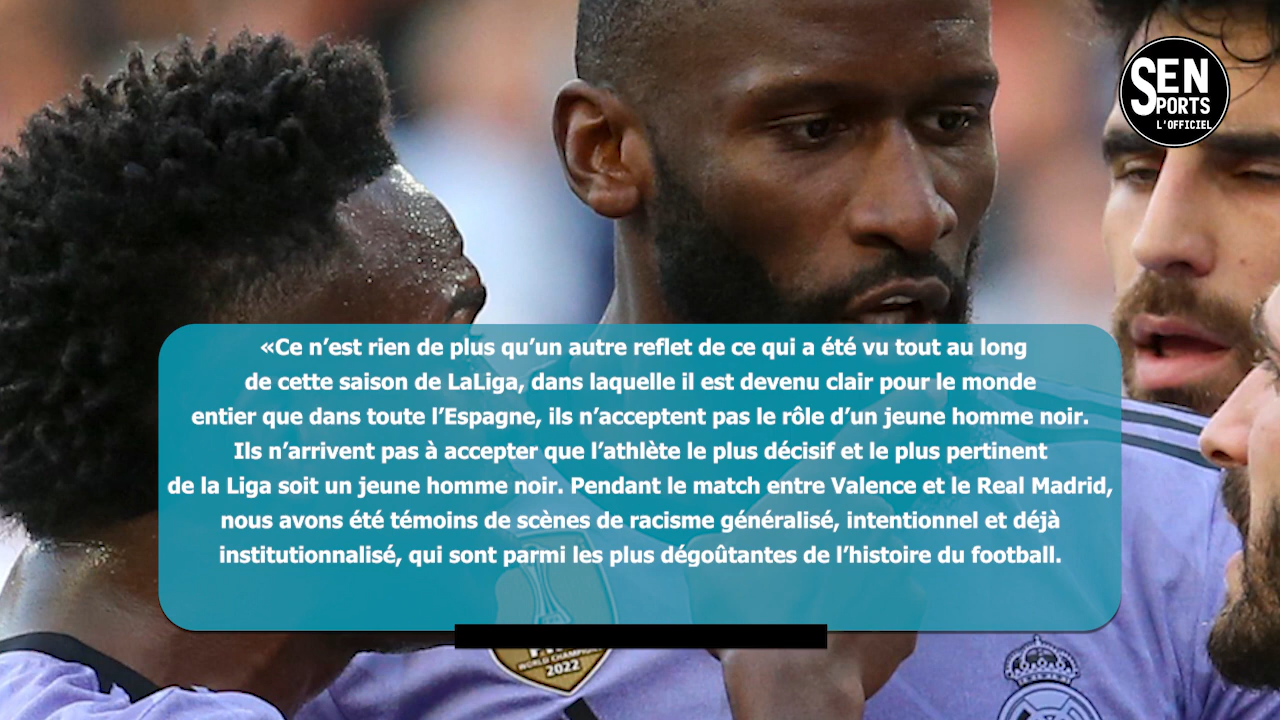 SEN
SPORTS
L'OFFICIEL
«Ce n’est rien de plus qu’un autre reflet de ce qui a été vu tout au long
de cette saison de LaLiga, dans laquelle il est devenu clair pour le monde
entier que dans toute l’Espagne, ils n’acceptent pas le rôle d’un jeune homme noir.
Ils n’arrivent pas à accepter que l’athlète le plus décisif et le plus pertinent
de la Liga soit un jeune homme noir. Pendant le match entre Valence et le Real Madrid,
nous avons été témoins de scènes de racisme généralisé, intentionnel et déjà
institutionnalisé, qui sont parmi les plus dégoûtantes de l’histoire du football.
WORLD CHAMPIONS
2022